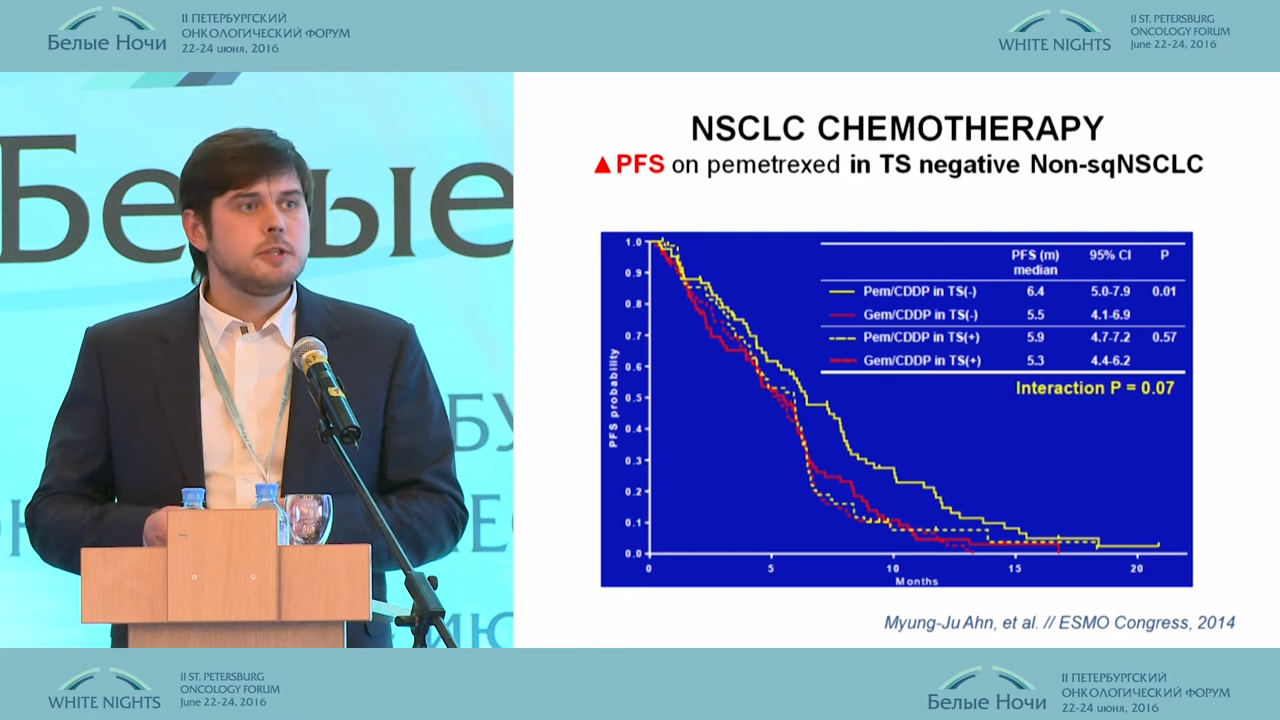 Белые Ночи
II ПЕТЕРБУРГСКИЙ
ОНКОЛОГИЧЕСКИЙ ФОРУМ
22-24 июня, 2016
WHITE NIGHTS
II ST. PETERSBURG
ONCOLOGY FORUM
June 22-24, 2016
Белые
NSCLC CHEMOTHERAPY
▲PFS on pemetrexed in TS negative Non-sqNSCLC
PFS (m) median 95% CI P
Pem/CDDP in TS(-) 6.4 5.0-7.9 0.01
Gem/CDDP in TS(-) 5.5 4.1-6.9
Pem/CDDP in TS(+) 5.9 4.7-7.2 0.57
Gem/CDDP in TS(+) 5.3 4.4-6.2
Interaction P = 0.07
PFS probability
1.0
0.9
0.8
0.7
0.6
0.5
0.4
0.3
0.2
0.1
0.0
0 5 10 15 20
Months
Myung-Ju Ahn, et al. // ESMO Congress, 2014
WHITE NIGHTS
II ST. PETERSBURG
ONCOLOGY FORUM
June 22-24, 2016
Белые Ночи
II ПЕТЕРБУРГСКИЙ
ОНКОЛОГИЧЕСКИЙ ФОРУМ
22-24 июня, 2016